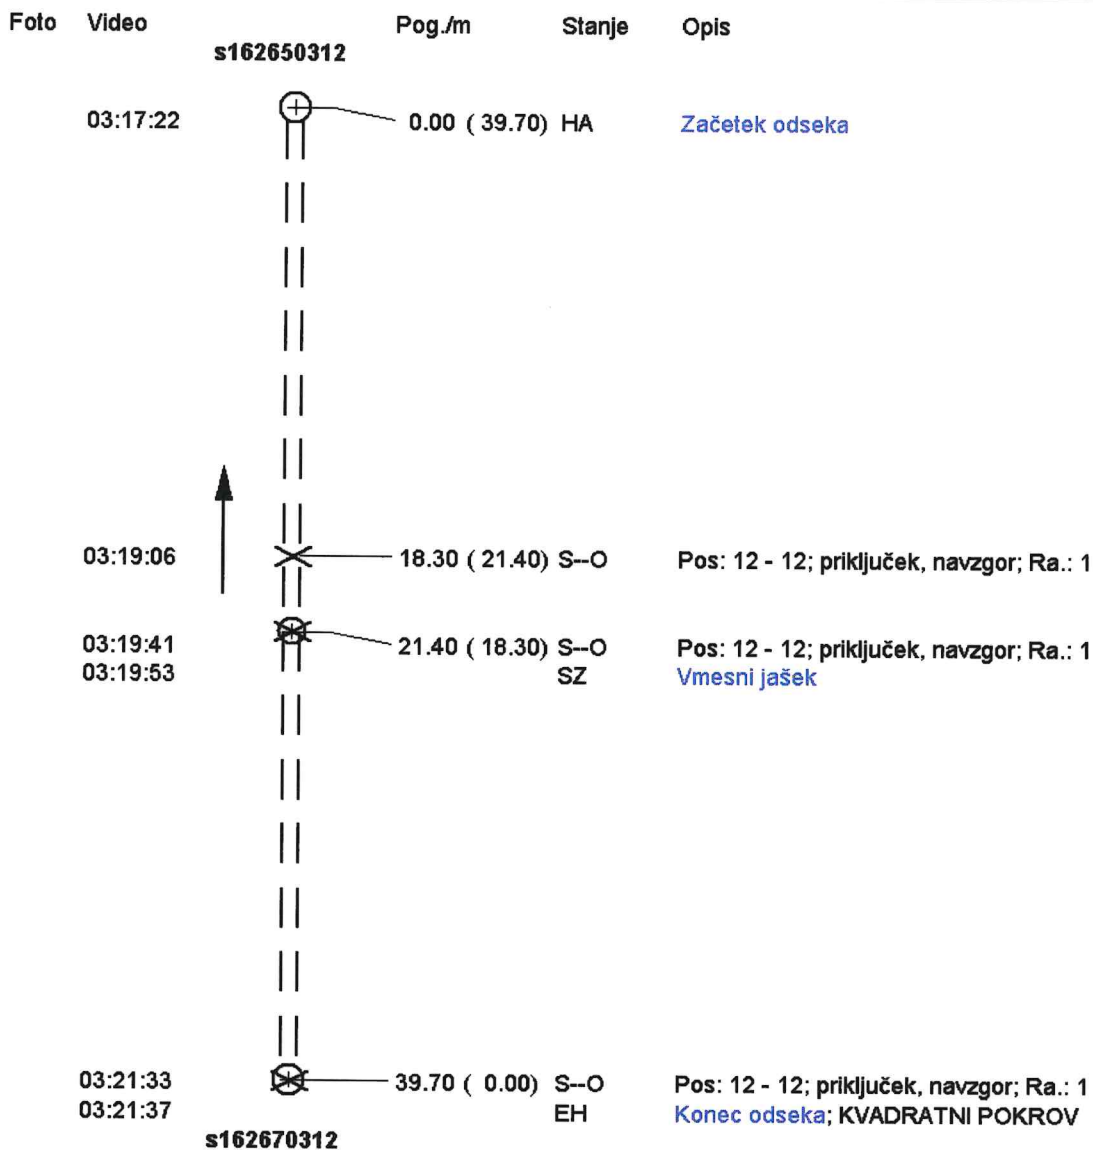 Foto Video Pog./m Stanje Opis
s162650312
03:17:22 0.00 ( 39.70) HA Začetek odseka
03:19:06 18.30 ( 21.40) S--O Pos: 12 - 12; priključek, navzgor; Ra.: 1
03:19:41 21.40 ( 18.30) S--O Pos: 12 - 12; priključek, navzgor; Ra.: 1
03:19:53 SZ Vmesni jašek
03:21:33 39.70 ( 0.00) S--O Pos: 12 - 12; priključek, navzgor; Ra.: 1
03:21:37 EH Konec odseka; KVADRATNI POKROV
s162670312